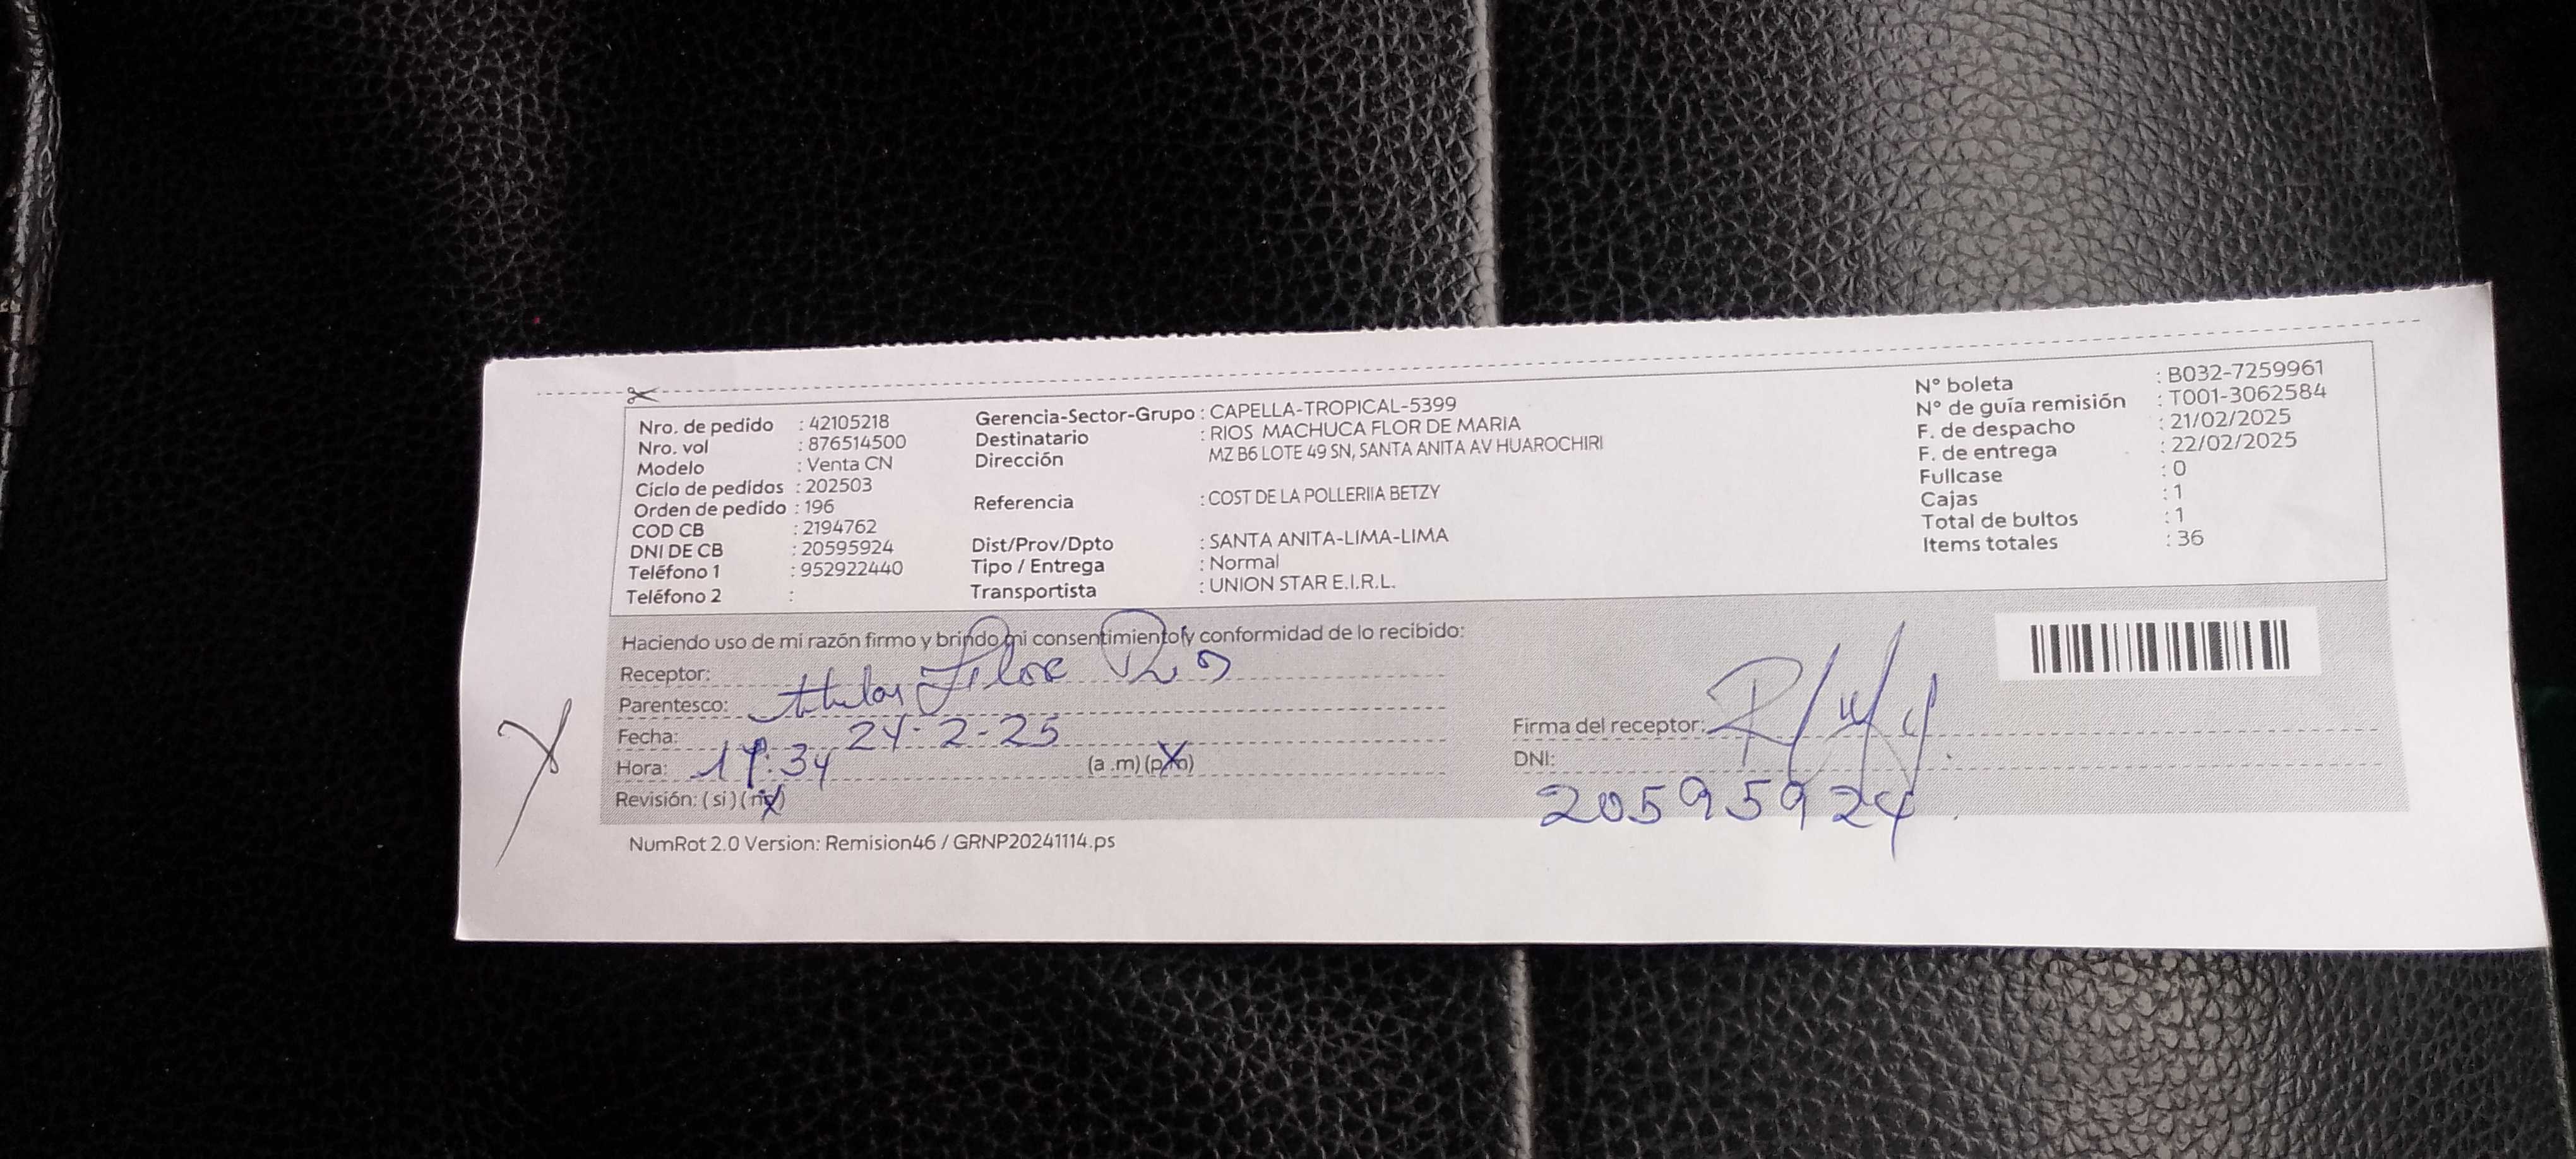 Nro. de pedido : 42105218
Nro. vol : 876514500
Modelo : Venta CN
Ciclo de pedidos : 202503
Orden de pedido : 196
COD CB : 2194762
DNI DE CB : 20595924
Teléfono 1 : 952922440
Teléfono 2 :
Gerencia-Sector-Grupo : CAPELLA-TROPICAL-5399
Destinatario : RIOS MACHUCA FLOR DE MARIA
Dirección MZ B6 LOTE 49 SN, SANTA ANITA AV HUAROCHIRI
Referencia : COST DE LA POLLERIIA BETZY
Dist/Prov/Dpto : SANTA ANITA-LIMA-LIMA
Tipo / Entrega : Normal
Transportista : UNION STAR E.I.R.L.
N° boleta : B032-7259961
N° de guía remisión : T001-3062584
F. de despacho : 21/02/2025
F. de entrega : 22/02/2025
Fullcase : 0
Cajas : 1
Total de bultos : 1
Items totales : 36
Haciendo uso de mi razón firmo y brindo mi consentimiento y conformidad de lo recibido:
Receptor: Flor
Parentesco:
Fecha: 24-2-25
Hora: (a .m) (p.m)
Revisión: ( si ) ( no )
Firma del receptor:
DNI:
20595924
NumRot 2.0 Version: Remision46 / GRNP20241114.ps